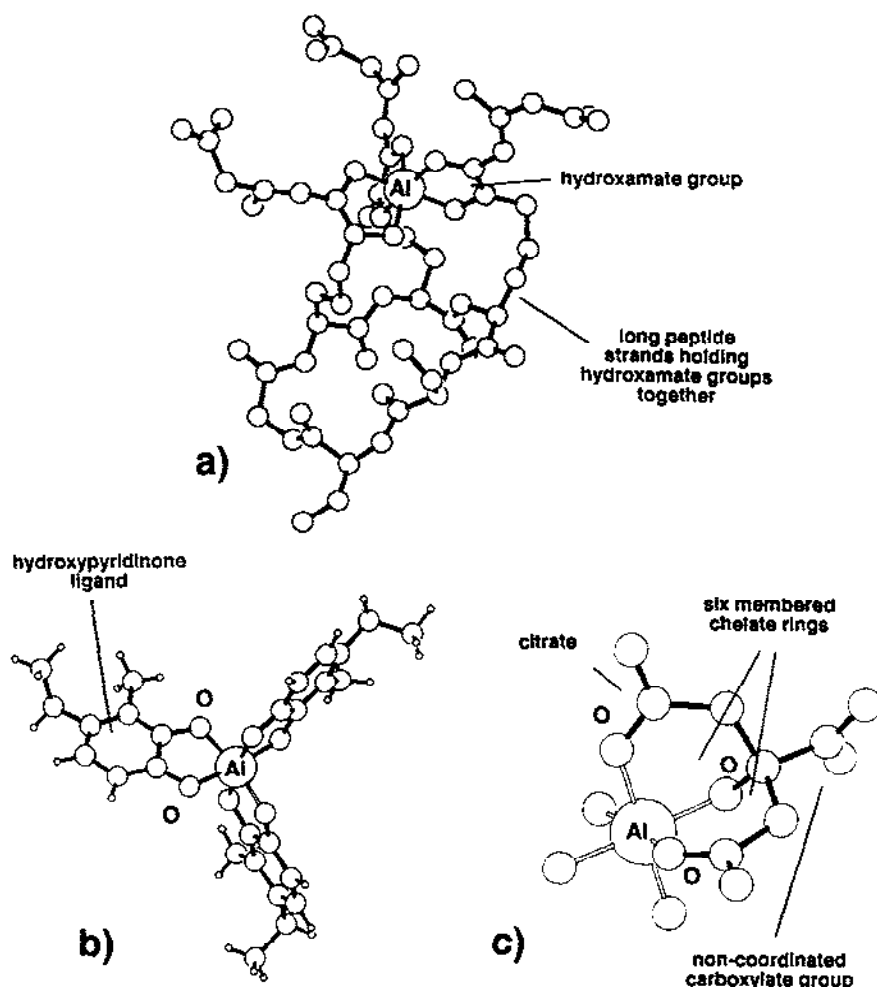 Al
hydroxamate group
long peptide
strands holding
hydroxamate groups
together
a)
hydroxypyridinone
ligand
O
Al
O
b)
six membered
chelate rings
citrate
O
O
Al
O
c)
non-coordinated
carboxylate group